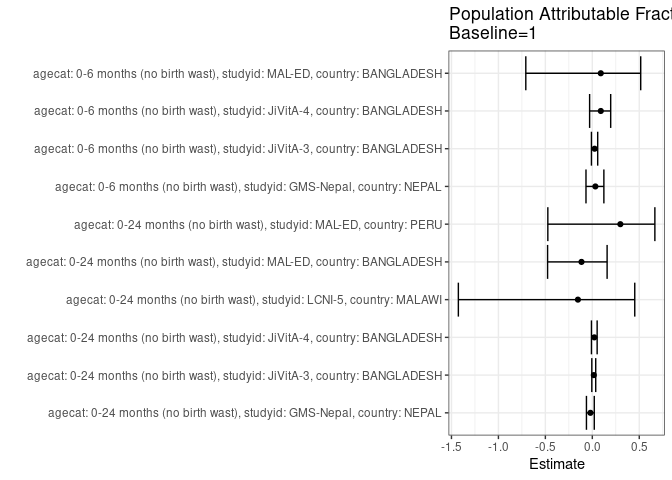 Population Attributable Fract
Baseline=1
agecat: 0-6 months (no birth wast), studyid: MAL-ED, country: BANGLADESH
agecat: 0-6 months (no birth wast), studyid: JiVitA-4, country: BANGLADESH
agecat: 0-6 months (no birth wast), studyid: JiVitA-3, country: BANGLADESH
agecat: 0-6 months (no birth wast), studyid: GMS-Nepal, country: NEPAL
agecat: 0-24 months (no birth wast), studyid: MAL-ED, country: PERU
agecat: 0-24 months (no birth wast), studyid: MAL-ED, country: BANGLADESH
agecat: 0-24 months (no birth wast), studyid: LCNI-5, country: MALAWI
agecat: 0-24 months (no birth wast), studyid: JiVitA-4, country: BANGLADESH
agecat: 0-24 months (no birth wast), studyid: JiVitA-3, country: BANGLADESH
agecat: 0-24 months (no birth wast), studyid: GMS-Nepal, country: NEPAL
-1.5 -1.0 -0.5 0.0 0.5
Estimate